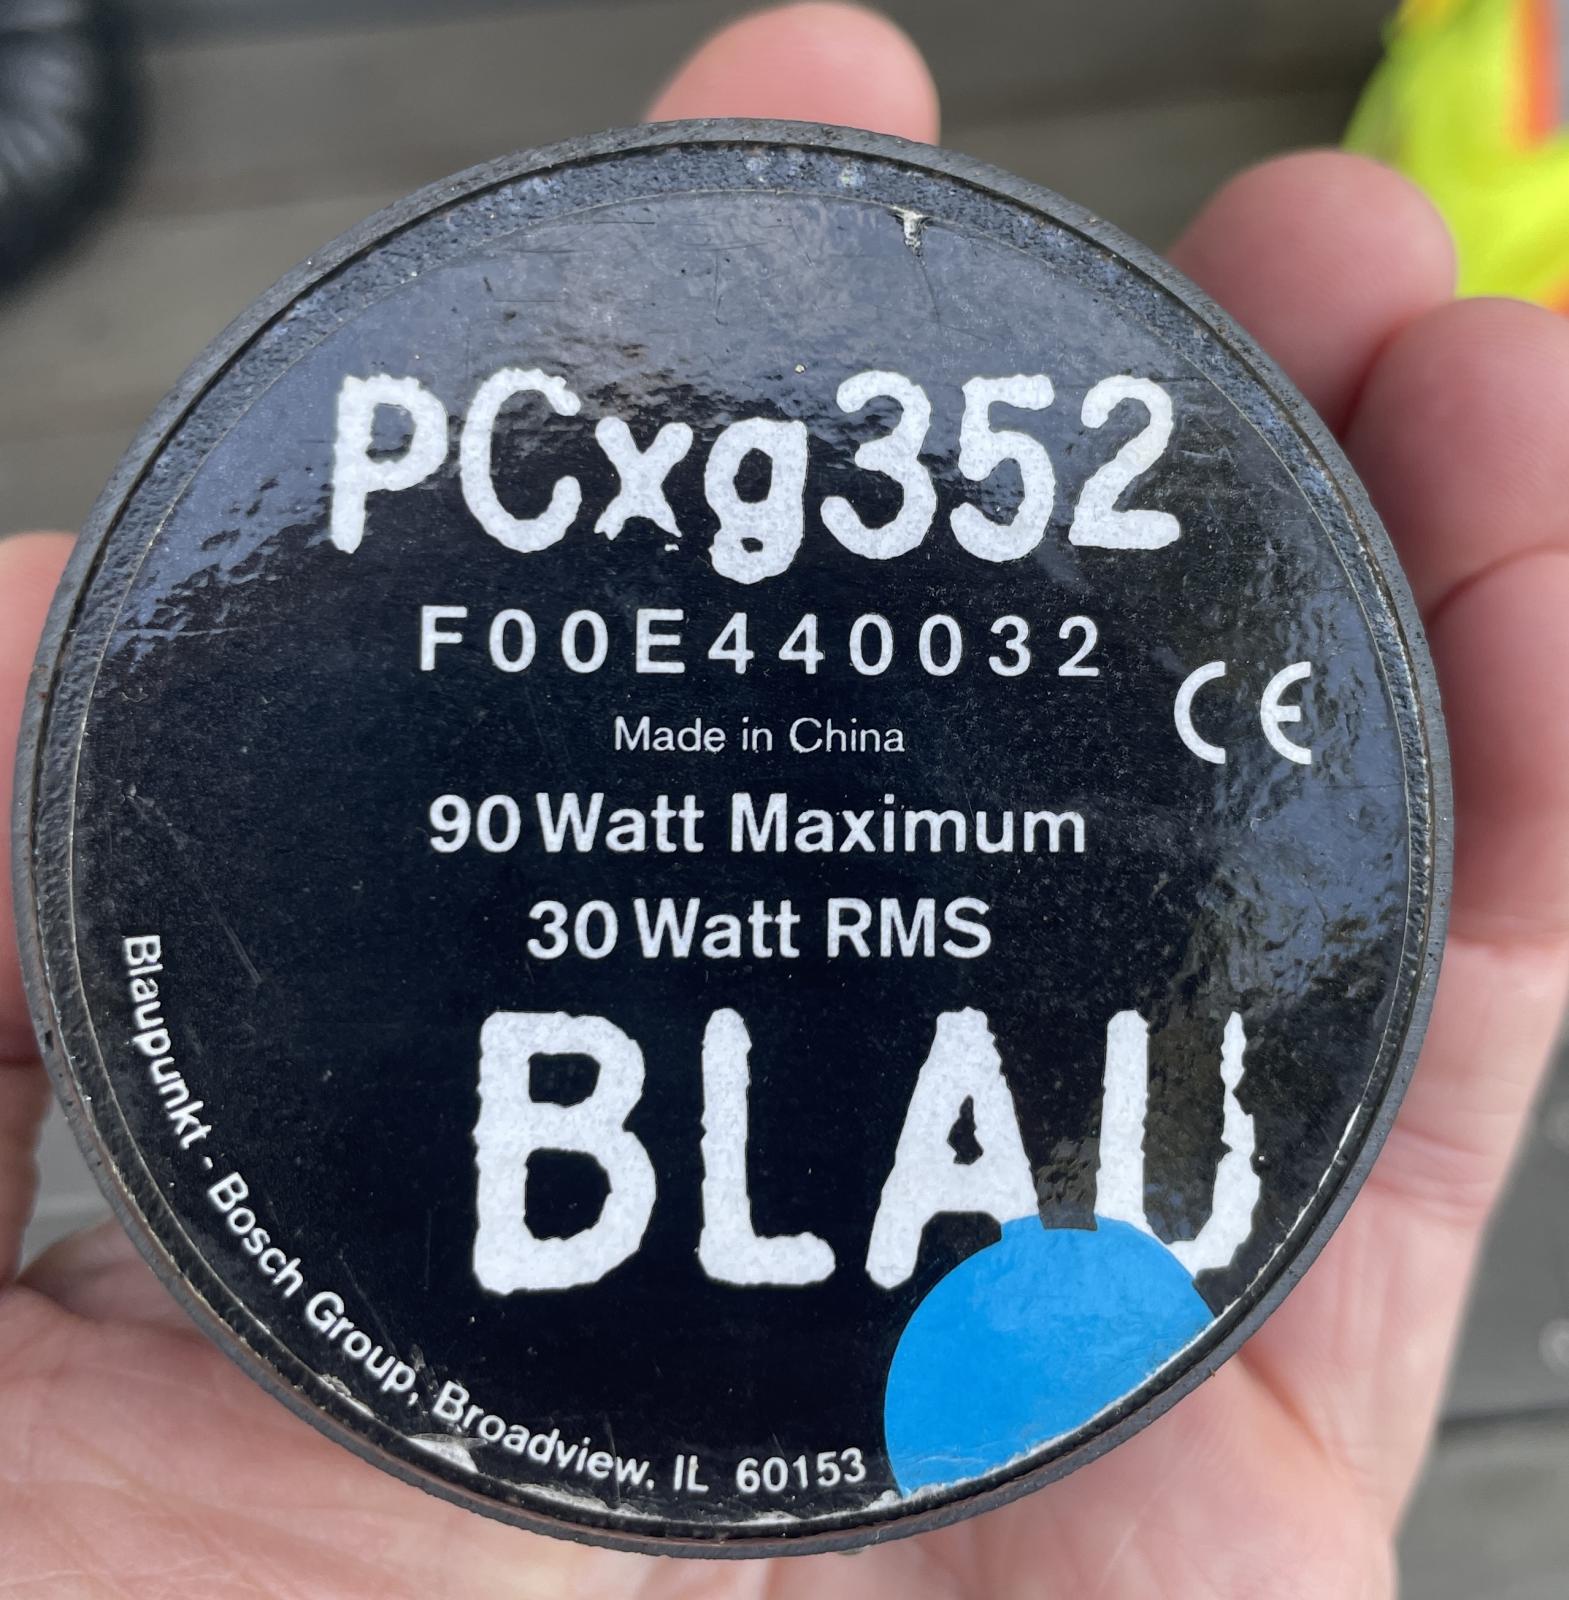 PCxg352
F00E440032
CE
Made in China
90 Watt Maximum
30 Watt RMS
BLAU
Blaupunkt - Bosch Group, Broadview, IL 60153